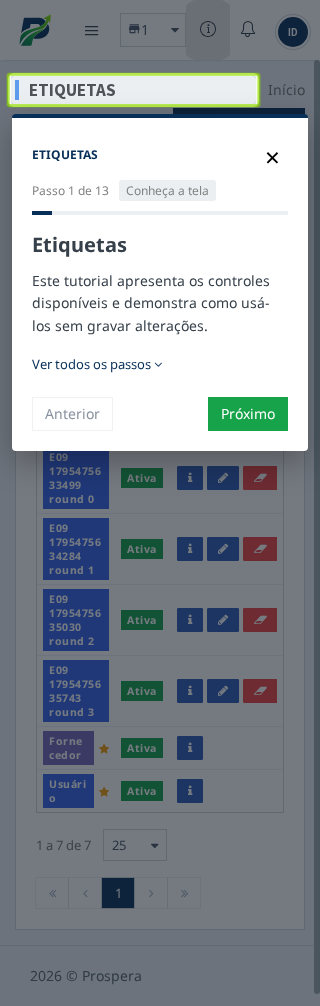 1
ID
ETIQUETAS
Início
ETIQUETAS
Passo 1 de 13 Conheça a tela
Etiquetas
Este tutorial apresenta os controles
disponíveis e demonstra como usá-
los sem gravar alterações.
Ver todos os passos
Anterior Próximo
E09
17954756
33499
round 0
Ativa
E09
17954756
34284
round 1
Ativa
E09
17954756
35030
round 2
Ativa
E09
17954756
35743
round 3
Ativa
Forne
cedor
Ativa
Usuári
o
Ativa
1 a 7 de 7 25
« ‹ 1 › »
2026 © Prospera